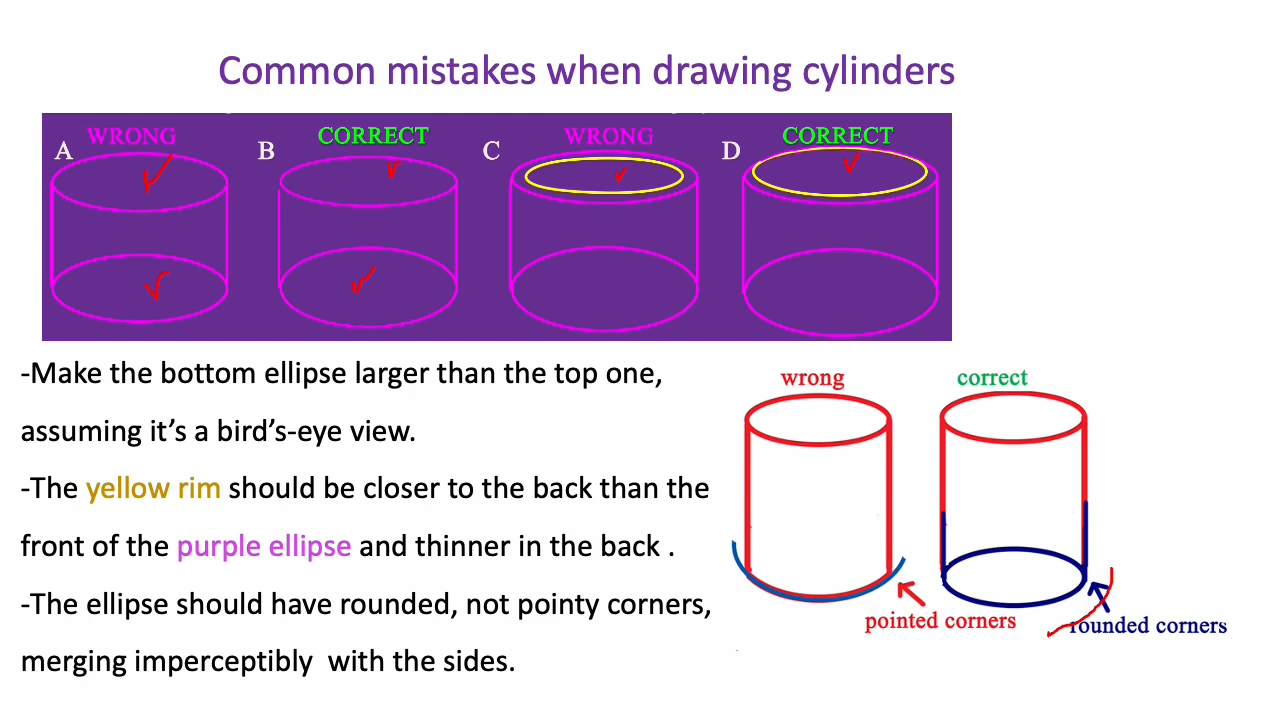 Common mistakes when drawing cylinders
WRONG CORRECT WRONG CORRECT
A B C D
-Make the bottom ellipse larger than the top one,
assuming it’s a bird’s-eye view.
-The yellow rim should be closer to the back than the
front of the purple ellipse and thinner in the back .
-The ellipse should have rounded, not pointy corners,
merging imperceptibly with the sides.
wrong correct
pointed corners
rounded corners